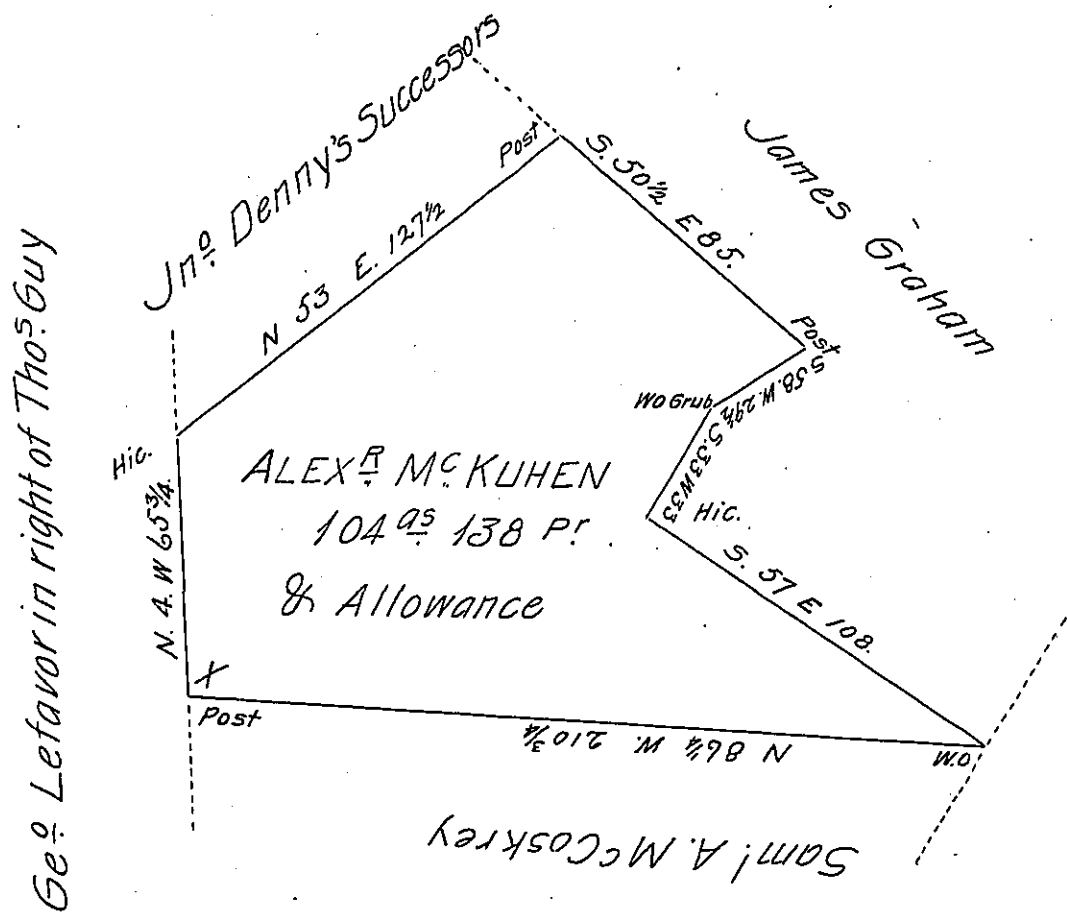 Jnº Denny's Successors
Post
S. 50½ E 85.
James Graham
N 53 E. 127½
Post
S. 58. W. 29½
WO Grub
S. 33 W 33
Hic.
Hic.
ALEXᴿ MᶜKUHEN
104 ᵃˢ 138 Pʳ
& Allowance
S. 57 E 108.
N. 4. W 65¾
X
Post
N 86¼ W. 210¾
W.O
Samˡ A. MᶜCoskrey
Geº Lefavor in right of Thoˢ Guy